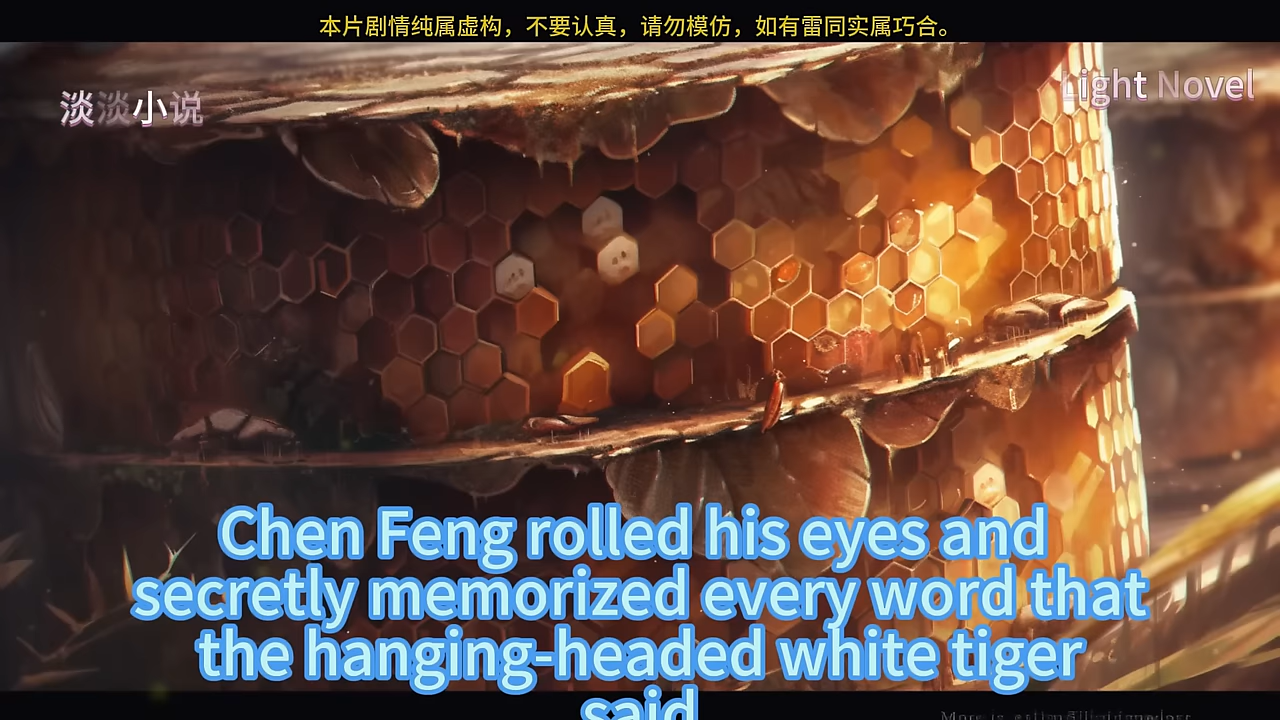 本片剧情纯属虚构，不要认真，请勿模仿，如有雷同实属巧合。
淡淡小说
Light Novel
Chen Feng rolled his eyes and
secretly memorized every word that
the hanging-headed white tiger
said